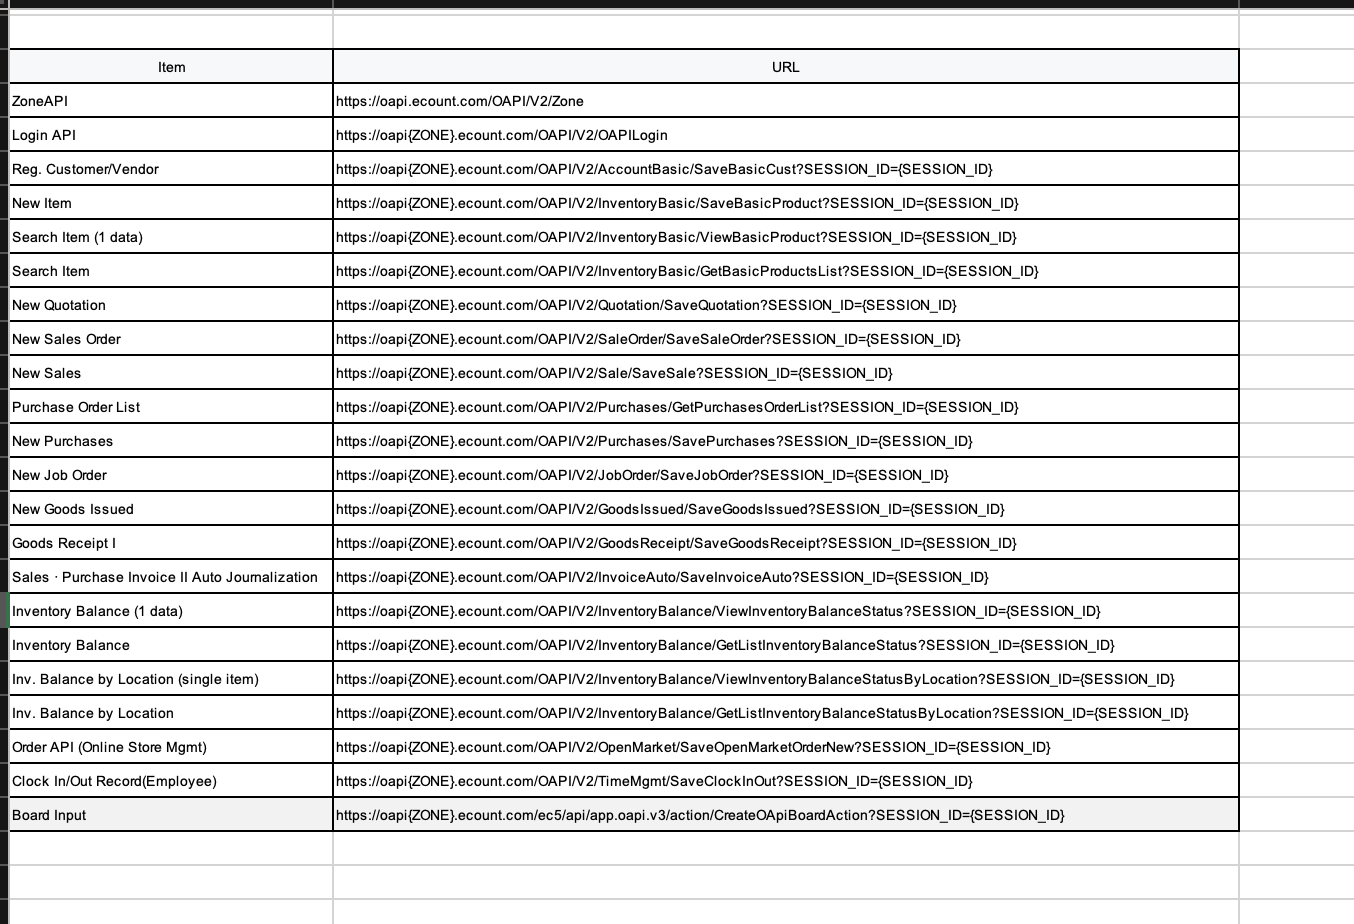 Item URL
ZoneAPI https://oapi.ecount.com/OAPI/V2/Zone
Login API https://oapi{ZONE}.ecount.com/OAPI/V2/OAPILogin
Reg. Customer/Vendor https://oapi{ZONE}.ecount.com/OAPI/V2/AccountBasic/SaveBasicCust?SESSION_ID={SESSION_ID}
New Item https://oapi{ZONE}.ecount.com/OAPI/V2/InventoryBasic/SaveBasicProduct?SESSION_ID={SESSION_ID}
Search Item (1 data) https://oapi{ZONE}.ecount.com/OAPI/V2/InventoryBasic/ViewBasicProduct?SESSION_ID={SESSION_ID}
Search Item https://oapi{ZONE}.ecount.com/OAPI/V2/InventoryBasic/GetBasicProductsList?SESSION_ID={SESSION_ID}
New Quotation https://oapi{ZONE}.ecount.com/OAPI/V2/Quotation/SaveQuotation?SESSION_ID={SESSION_ID}
New Sales Order https://oapi{ZONE}.ecount.com/OAPI/V2/SaleOrder/SaveSaleOrder?SESSION_ID={SESSION_ID}
New Sales https://oapi{ZONE}.ecount.com/OAPI/V2/Sale/SaveSale?SESSION_ID={SESSION_ID}
Purchase Order List https://oapi{ZONE}.ecount.com/OAPI/V2/Purchases/GetPurchasesOrderList?SESSION_ID={SESSION_ID}
New Purchases https://oapi{ZONE}.ecount.com/OAPI/V2/Purchases/SavePurchases?SESSION_ID={SESSION_ID}
New Job Order https://oapi{ZONE}.ecount.com/OAPI/V2/JobOrder/SaveJobOrder?SESSION_ID={SESSION_ID}
New Goods Issued https://oapi{ZONE}.ecount.com/OAPI/V2/GoodsIssued/SaveGoodsIssued?SESSION_ID={SESSION_ID}
Goods Receipt I https://oapi{ZONE}.ecount.com/OAPI/V2/GoodsReceipt/SaveGoodsReceipt?SESSION_ID={SESSION_ID}
Sales · Purchase Invoice II Auto Journalization https://oapi{ZONE}.ecount.com/OAPI/V2/InvoiceAuto/SaveInvoiceAuto?SESSION_ID={SESSION_ID}
Inventory Balance (1 data) https://oapi{ZONE}.ecount.com/OAPI/V2/InventoryBalance/ViewInventoryBalanceStatus?SESSION_ID={SESSION_ID}
Inventory Balance https://oapi{ZONE}.ecount.com/OAPI/V2/InventoryBalance/GetListInventoryBalanceStatus?SESSION_ID={SESSION_ID}
Inv. Balance by Location (single item) https://oapi{ZONE}.ecount.com/OAPI/V2/InventoryBalance/ViewInventoryBalanceStatusByLocation?SESSION_ID={SESSION_ID}
Inv. Balance by Location https://oapi{ZONE}.ecount.com/OAPI/V2/InventoryBalance/GetListInventoryBalanceStatusByLocation?SESSION_ID={SESSION_ID}
Order API (Online Store Mgmt) https://oapi{ZONE}.ecount.com/OAPI/V2/OpenMarket/SaveOpenMarketOrderNew?SESSION_ID={SESSION_ID}
Clock In/Out Record(Employee) https://oapi{ZONE}.ecount.com/OAPI/V2/TimeMgmt/SaveClockInOut?SESSION_ID={SESSION_ID}
Board Input https://oapi{ZONE}.ecount.com/ec5/api/app.oapi.v3/action/CreateOApiBoardAction?SESSION_ID={SESSION_ID}